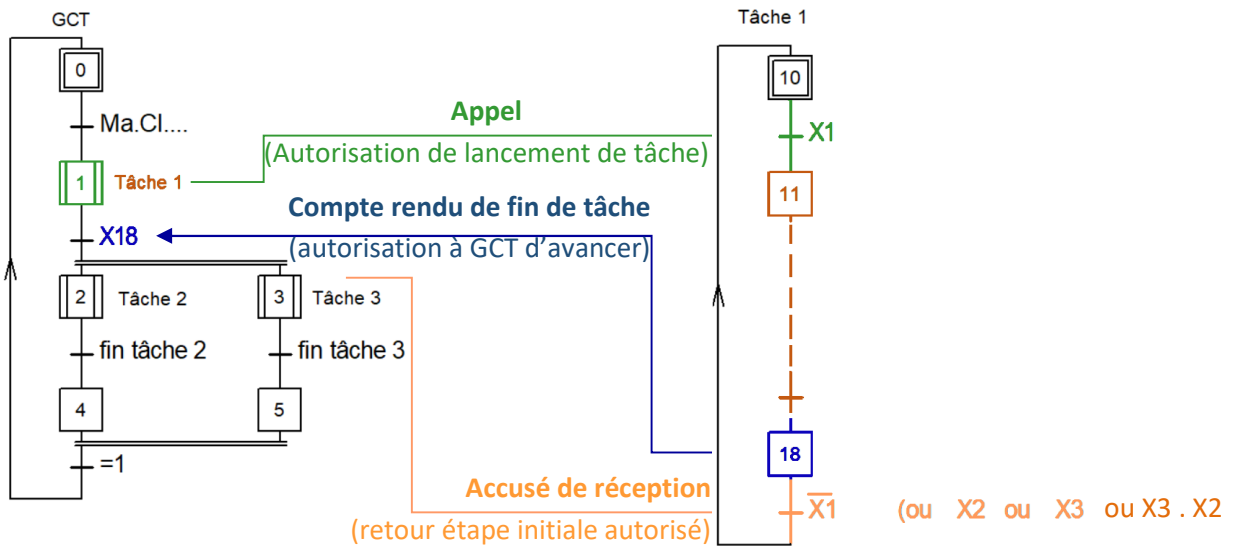 GCT
Tâche 1
0
10
Ma.Cl....
Appel
X1
(Autorisation de lancement de tâche)
1
Tâche 1
11
Compte rendu de fin de tâche
X18
(autorisation à GCT d'avancer)
2
Tâche 2
3
Tâche 3
fin tâche 2
fin tâche 3
4
5
18
=1
Accusé de réception
X̅1̅ (ou X2 ou X3 ou X3 . X2
(retour étape initiale autorisé)